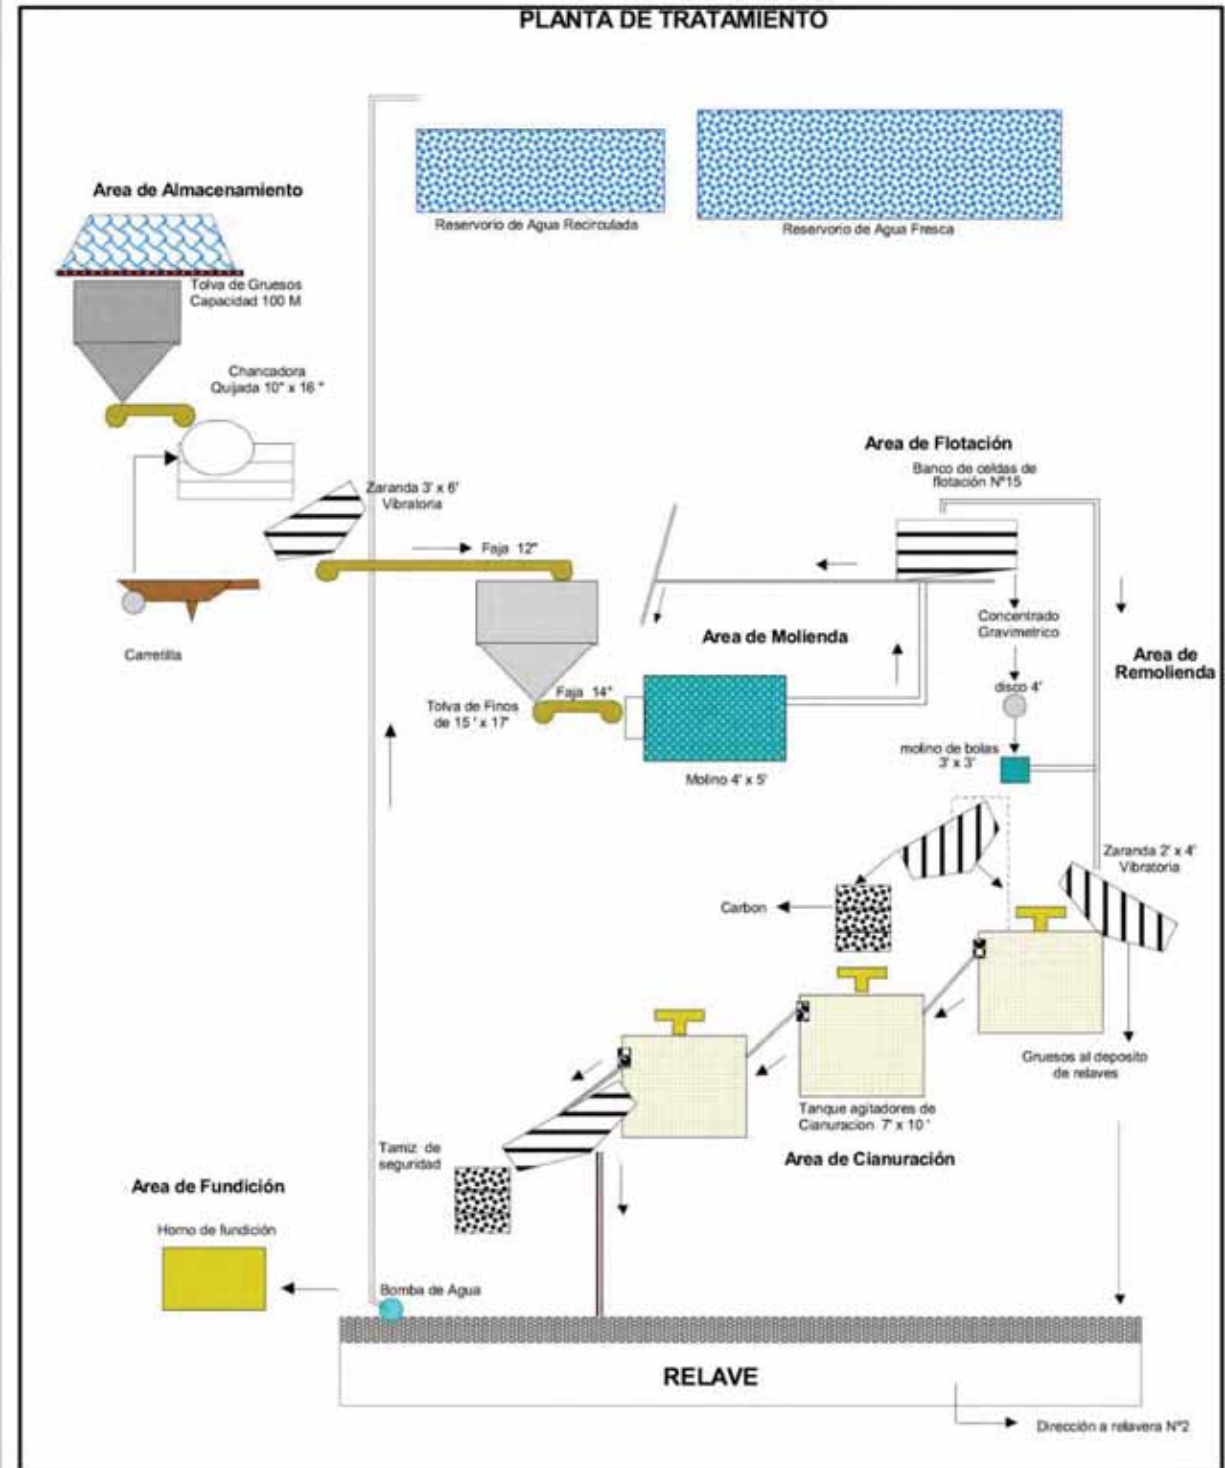 PLANTA DE TRATAMIENTO
Reservorio de Agua Recirculada
Reservorio de Agua Fresca
Area de Almacenamiento
Tolva de Gruesos
Capacidad 100 M
Chancadora
Quijada 10" x 16 "
Zaranda 3' x 6'
Vibratoria
Faja 12"
Carretilla
Area de Flotación
Banco de celdas de
flotación Nº15
Concentrado
Gravimetrico
Area de Molienda
Area de
Remolienda
disco 4'
Faja 14"
Tolva de Finos
de 15 ' x 17'
Molino 4' x 5'
molino de bolas
3' x 3'
Zaranda 2' x 4'
Vibratoria
Carbon
Gruesos al deposito
de relaves
Tanque agitadores de
Cianuracion 7' x 10 '
Area de Cianuración
Tamiz de
seguridad
Area de Fundición
Horno de fundición
Bomba de Agua
RELAVE
Dirección a relavera Nº2